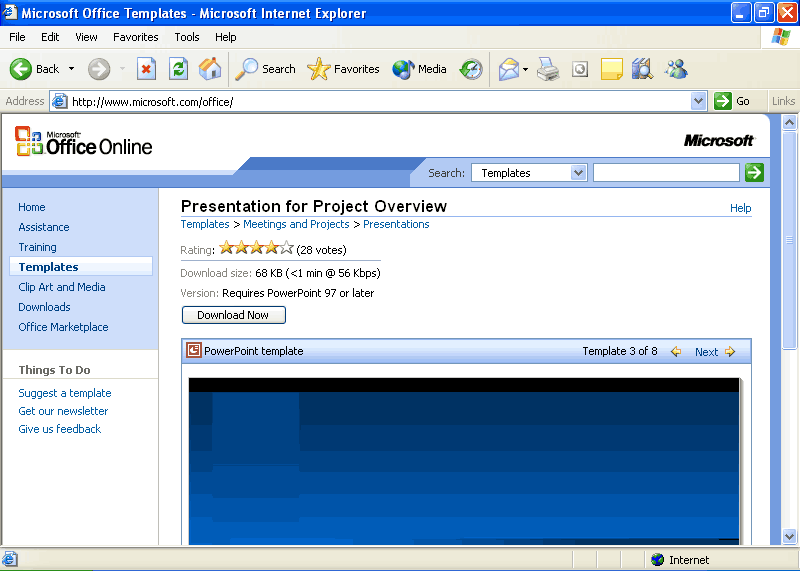 Microsoft Office Templates - Microsoft Internet Explorer
File Edit View Favorites Tools Help
Back Search Favorites Media
Address http://www.microsoft.com/office/ Go Links
Microsoft
Office Online
Microsoft
Search: Templates
Home
Assistance
Training
Templates
Clip Art and Media
Downloads
Office Marketplace
Things To Do
Suggest a template
Get our newsletter
Give us feedback
Presentation for Project Overview
Help
Templates > Meetings and Projects > Presentations
Rating: (28 votes)
Download size: 68 KB (<1 min @ 56 Kbps)
Version: Requires PowerPoint 97 or later
Download Now
PowerPoint template Template 3 of 8 Next
Internet